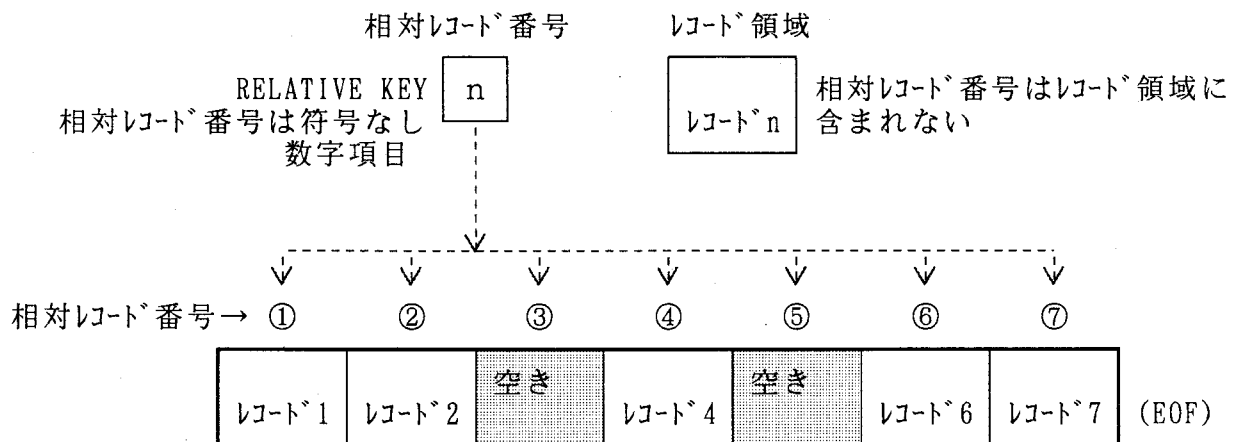 相対ﾚｺｰﾄﾞ番号
ﾚｺｰﾄﾞ領域
RELATIVE KEY
n
相対ﾚｺｰﾄﾞ番号は符号なし
数字項目
ﾚｺｰﾄﾞn
相対ﾚｺｰﾄﾞ番号はﾚｺｰﾄﾞ領域に
含まれない
相対ﾚｺｰﾄﾞ番号→ ① ② ③ ④ ⑤ ⑥ ⑦
空き 空き
ﾚｺｰﾄﾞ1 ﾚｺｰﾄﾞ2 ﾚｺｰﾄﾞ4 ﾚｺｰﾄﾞ6 ﾚｺｰﾄﾞ7 (EOF)